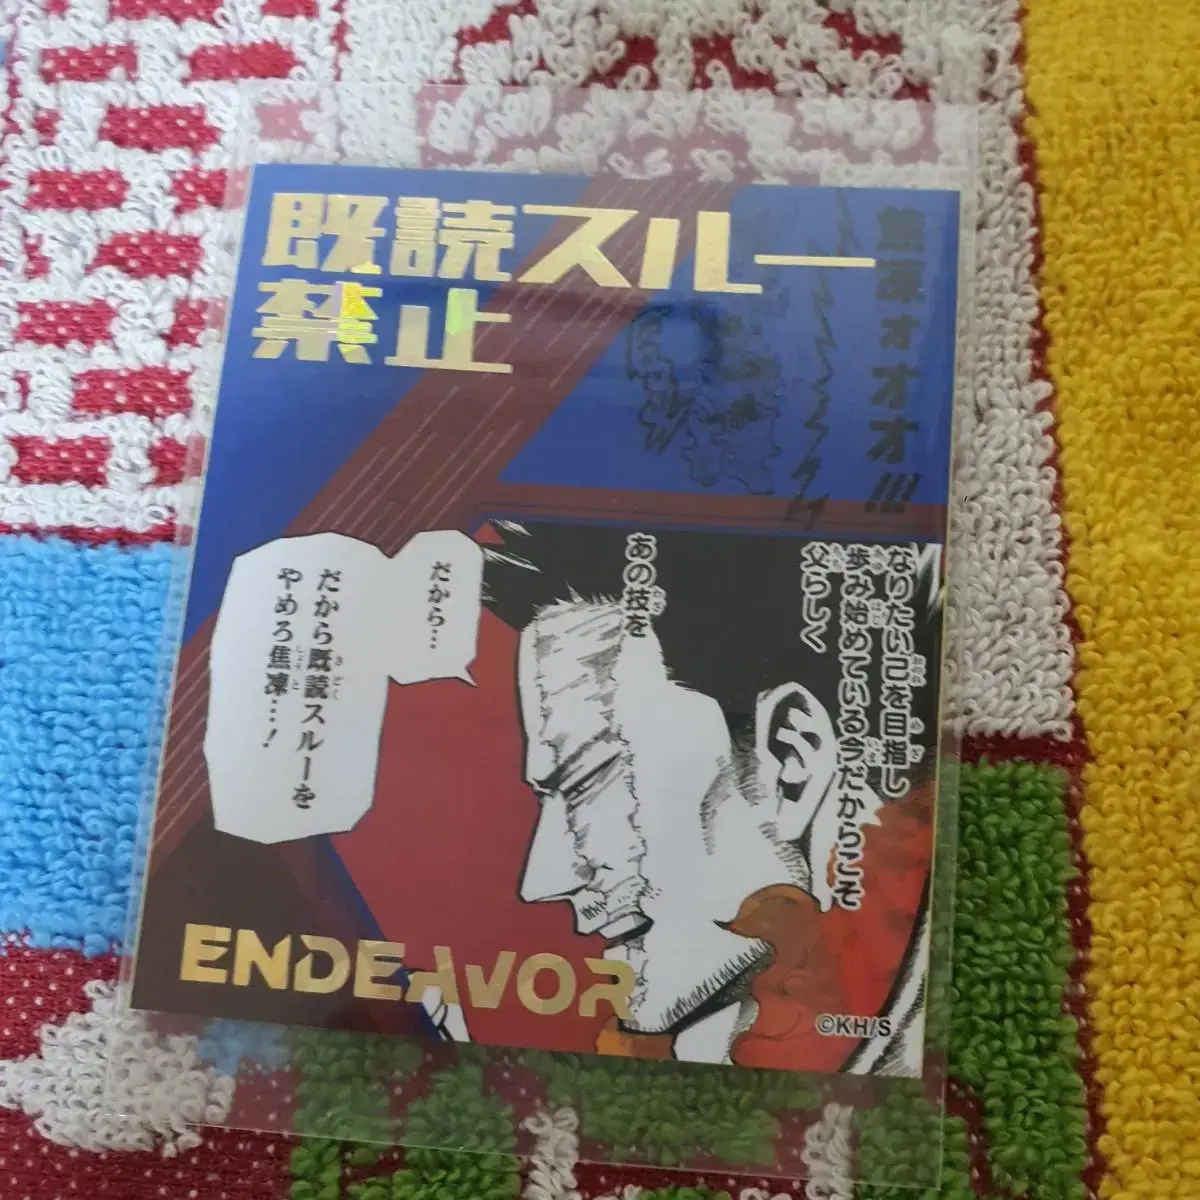 既読スルー
禁止
焦凍ォオオオ!!!
なりたい己を目指し
歩み始めている今だからこそ
父らしく
あの技を
だから…
だから既読スルーを
やめろ焦凍…!
ENDEAVOR
©KH/S